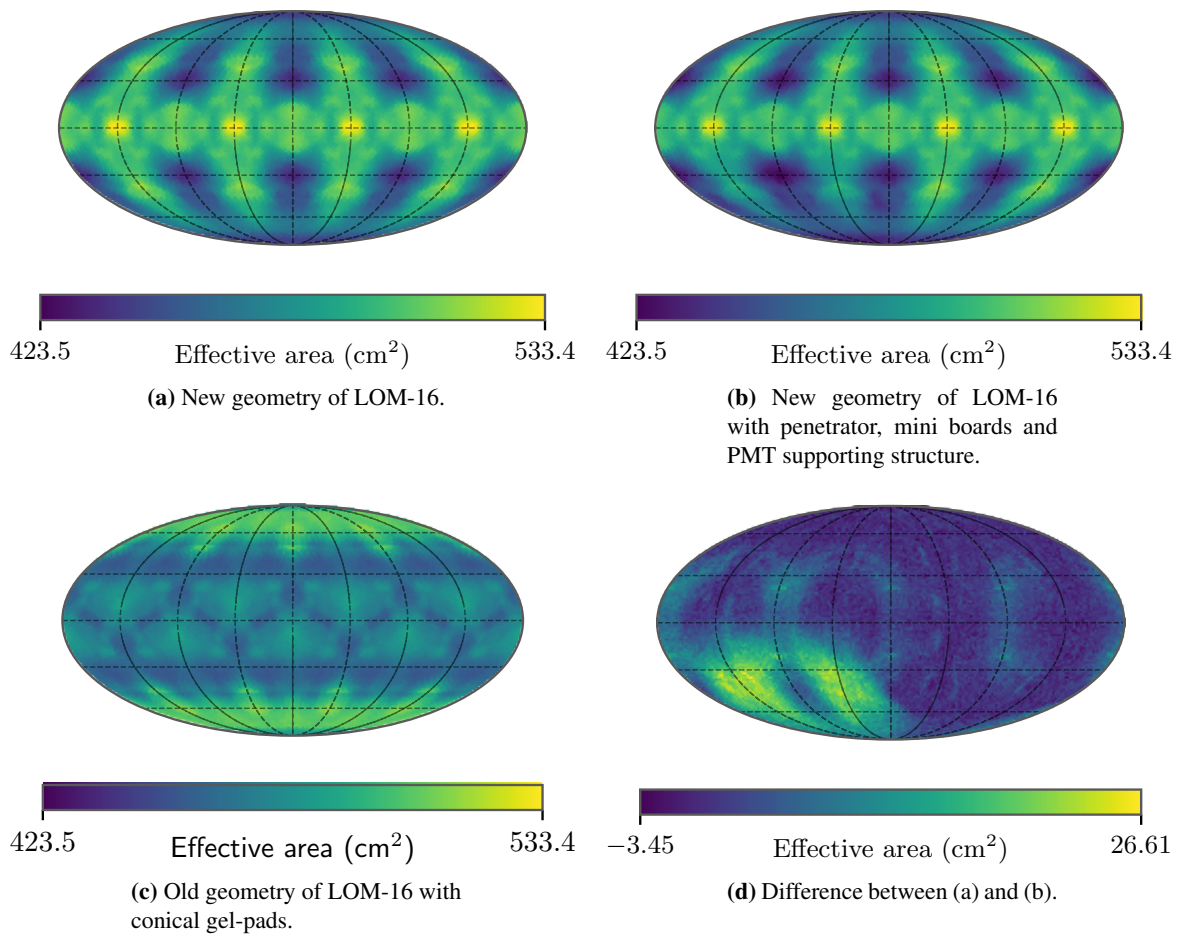 423.5 Effective area (cm²) 533.4
(a) New geometry of LOM-16.
423.5 Effective area (cm²) 533.4
(b) New geometry of LOM-16
with penetrator, mini boards and
PMT supporting structure.
423.5 Effective area (cm²) 533.4
(c) Old geometry of LOM-16 with
conical gel-pads.
−3.45 Effective area (cm²) 26.61
(d) Difference between (a) and (b).